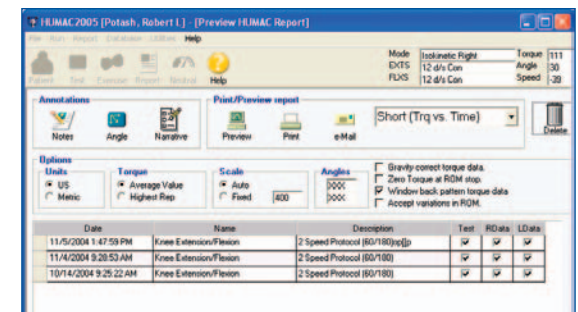 HUMAC2005 [Potash, Robert I.] - [Preview HUMAC Report]
File Run Report Database Utilities Help
Patient Test Exercise Report Neutral Help
Mode Isokinetic Right Torque 111
EXTS 12 d/s Con Angle 30
FLXS 12 d/s Con Speed -39
Annotations Print/Preview report
Short (Trq vs. Time)
Notes Angle Narrative Preview Print e-Mail Delete
Options
Units Torque Scale Angles
US Average Value Auto XXX
Metric Highest Rep Fixed 400 XXX
Gravity correct torque data.
Zero Torque at ROM stop.
Window back pattern torque data
Accept variations in ROM.
Date Name Description Test RData LData
11/5/2004 1:47:59 PM Knee Extension/Flexion 2 Speed Protocol (60/180)
11/4/2004 9:28:53 AM Knee Extension/Flexion 2 Speed Protocol (60/180)
10/14/2004 9:25:22 AM Knee Extension/Flexion 2 Speed Protocol (60/180)